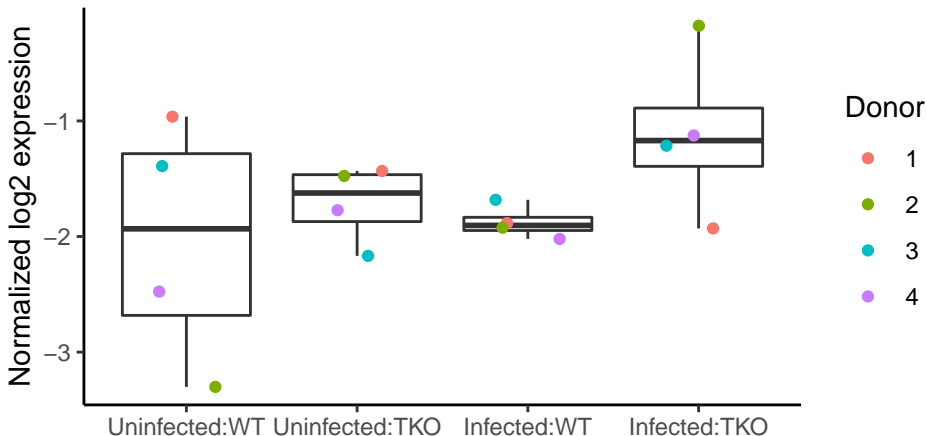 Normalized log2 expression
−1
−2
−3
Uninfected:WT Uninfected:TKO Infected:WT Infected:TKO
Donor
1
2
3
4